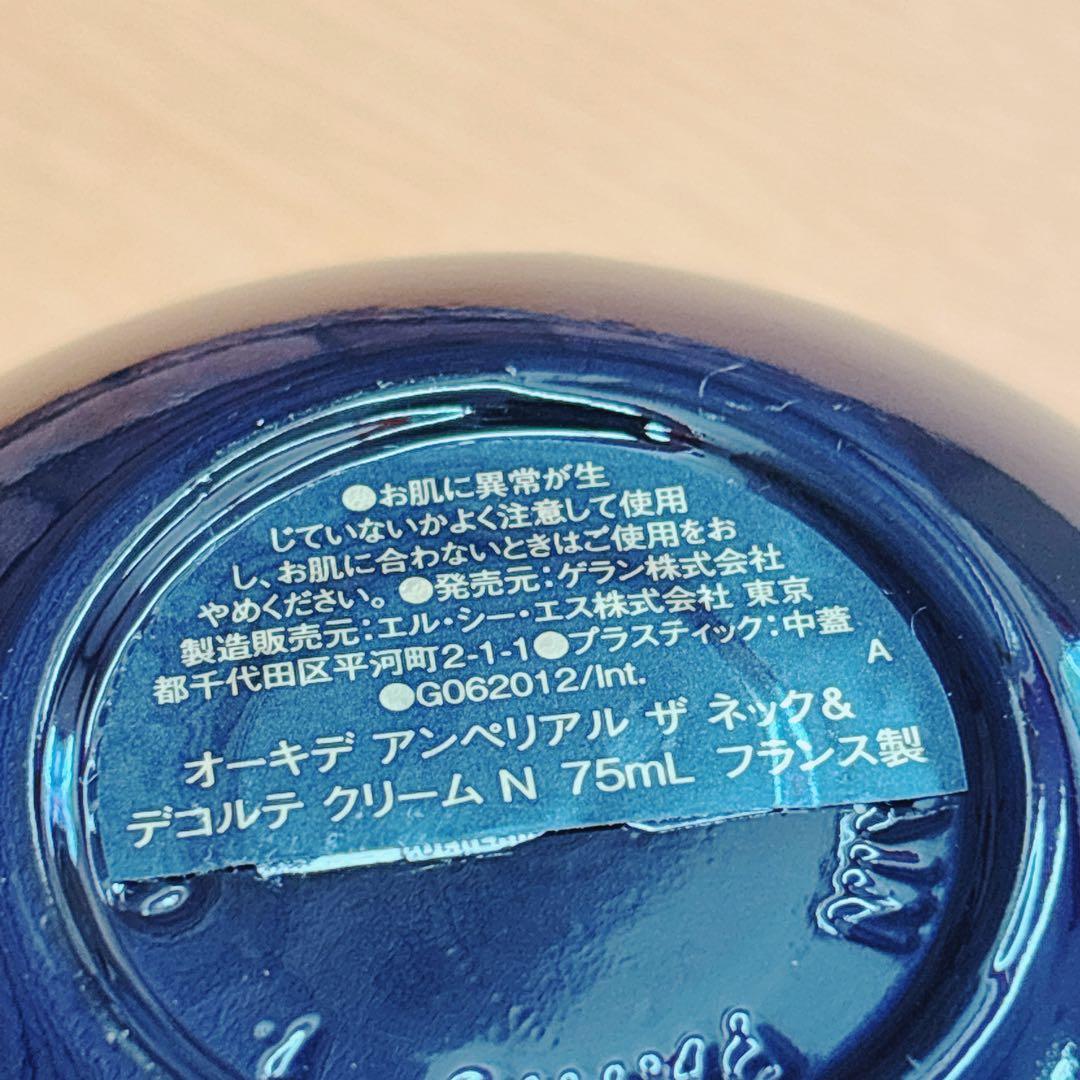 ●お肌に異常が生
じていないかよく注意して使用
し、お肌に合わないときはご使用をお
やめください。●発売元:ゲラン株式会社
製造販売元:エル・シー・エス株式会社 東京
都千代田区平河町2-1-1●プラスティック:中蓋
●G062012/Int. A
オーキデ アンペリアル ザ ネック&
デコルテ クリーム N 75mL フランス製